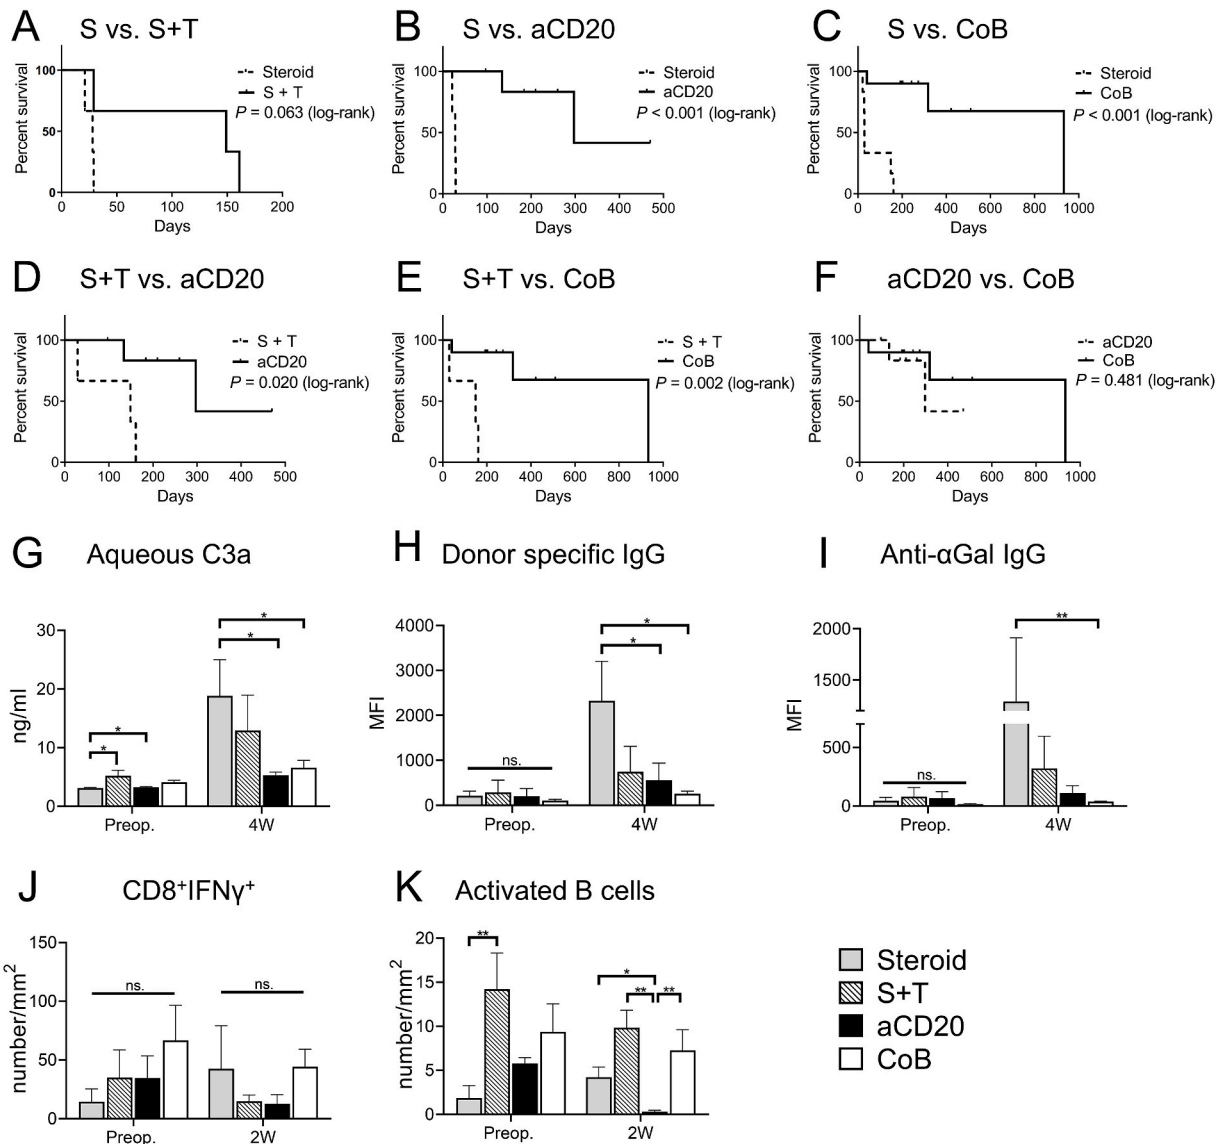 A S vs. S+T
Percent survival
100
50
0
0 50 100 150 200
Days
Steroid
S + T
P = 0.063 (log-rank)
B S vs. aCD20
Percent survival
100
50
0
0 100 200 300 400 500
Days
Steroid
aCD20
P < 0.001 (log-rank)
C S vs. CoB
Percent survival
100
50
0
0 200 400 600 800 1000
Days
Steroid
CoB
P < 0.001 (log-rank)
D S+T vs. aCD20
Percent survival
100
50
0
0 100 200 300 400 500
Days
S + T
aCD20
P = 0.020 (log-rank)
E S+T vs. CoB
Percent survival
100
50
0
0 200 400 600 800 1000
Days
S + T
CoB
P = 0.002 (log-rank)
F aCD20 vs. CoB
Percent survival
100
50
0
0 200 400 600 800 1000
Days
aCD20
CoB
P = 0.481 (log-rank)
G Aqueous C3a
ng/ml
30
20
10
0
*
*
*
*
Preop. 4W
H Donor specific IgG
MFI
4000
3000
2000
1000
0
ns.
*
*
Preop. 4W
I Anti-αGal IgG
MFI
2000
1500
500
0
ns.
**
Preop. 4W
J CD8⁺IFNγ⁺
number/mm²
150
100
50
0
ns.
ns.
Preop. 2W
K Activated B cells
number/mm²
20
15
10
5
0
**
*
** **
Preop. 2W
Steroid
S+T
aCD20
CoB